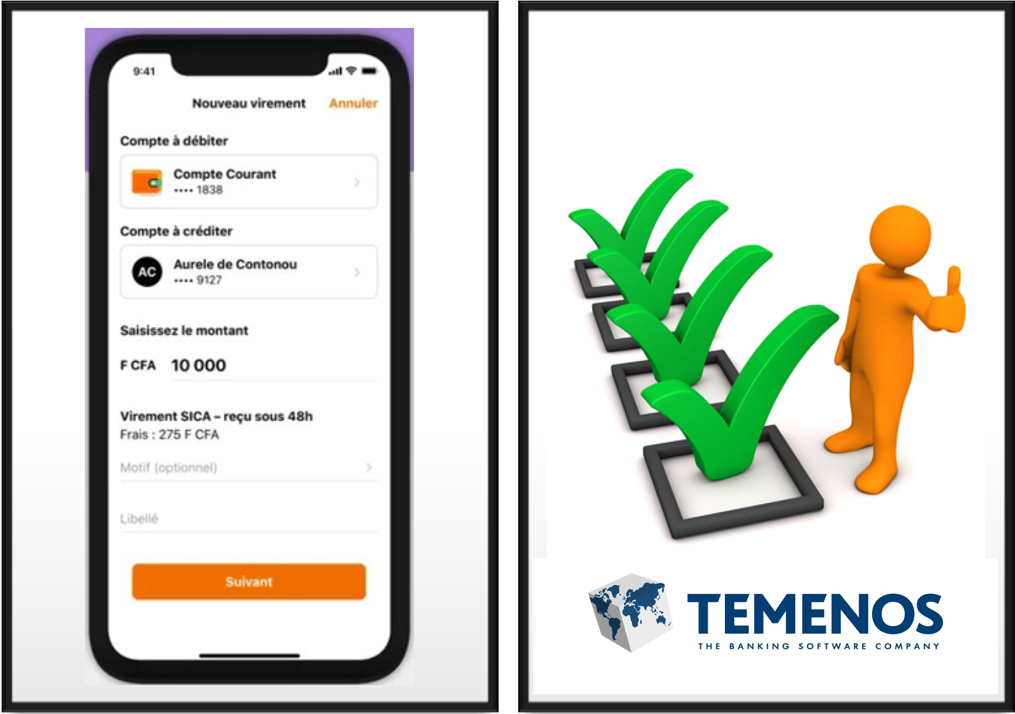 9:41
Nouveau virement Annuler
Compte à débiter
Compte Courant
•••• 1838
Compte à créditer
AC
Aurele de Contonou
•••• 9127
Saisissez le montant
F CFA 10 000
Virement SICA – reçu sous 48h
Frais : 275 F CFA
Motif (optionnel)
Libellé
Suivant
TEMENOS
THE BANKING SOFTWARE COMPANY